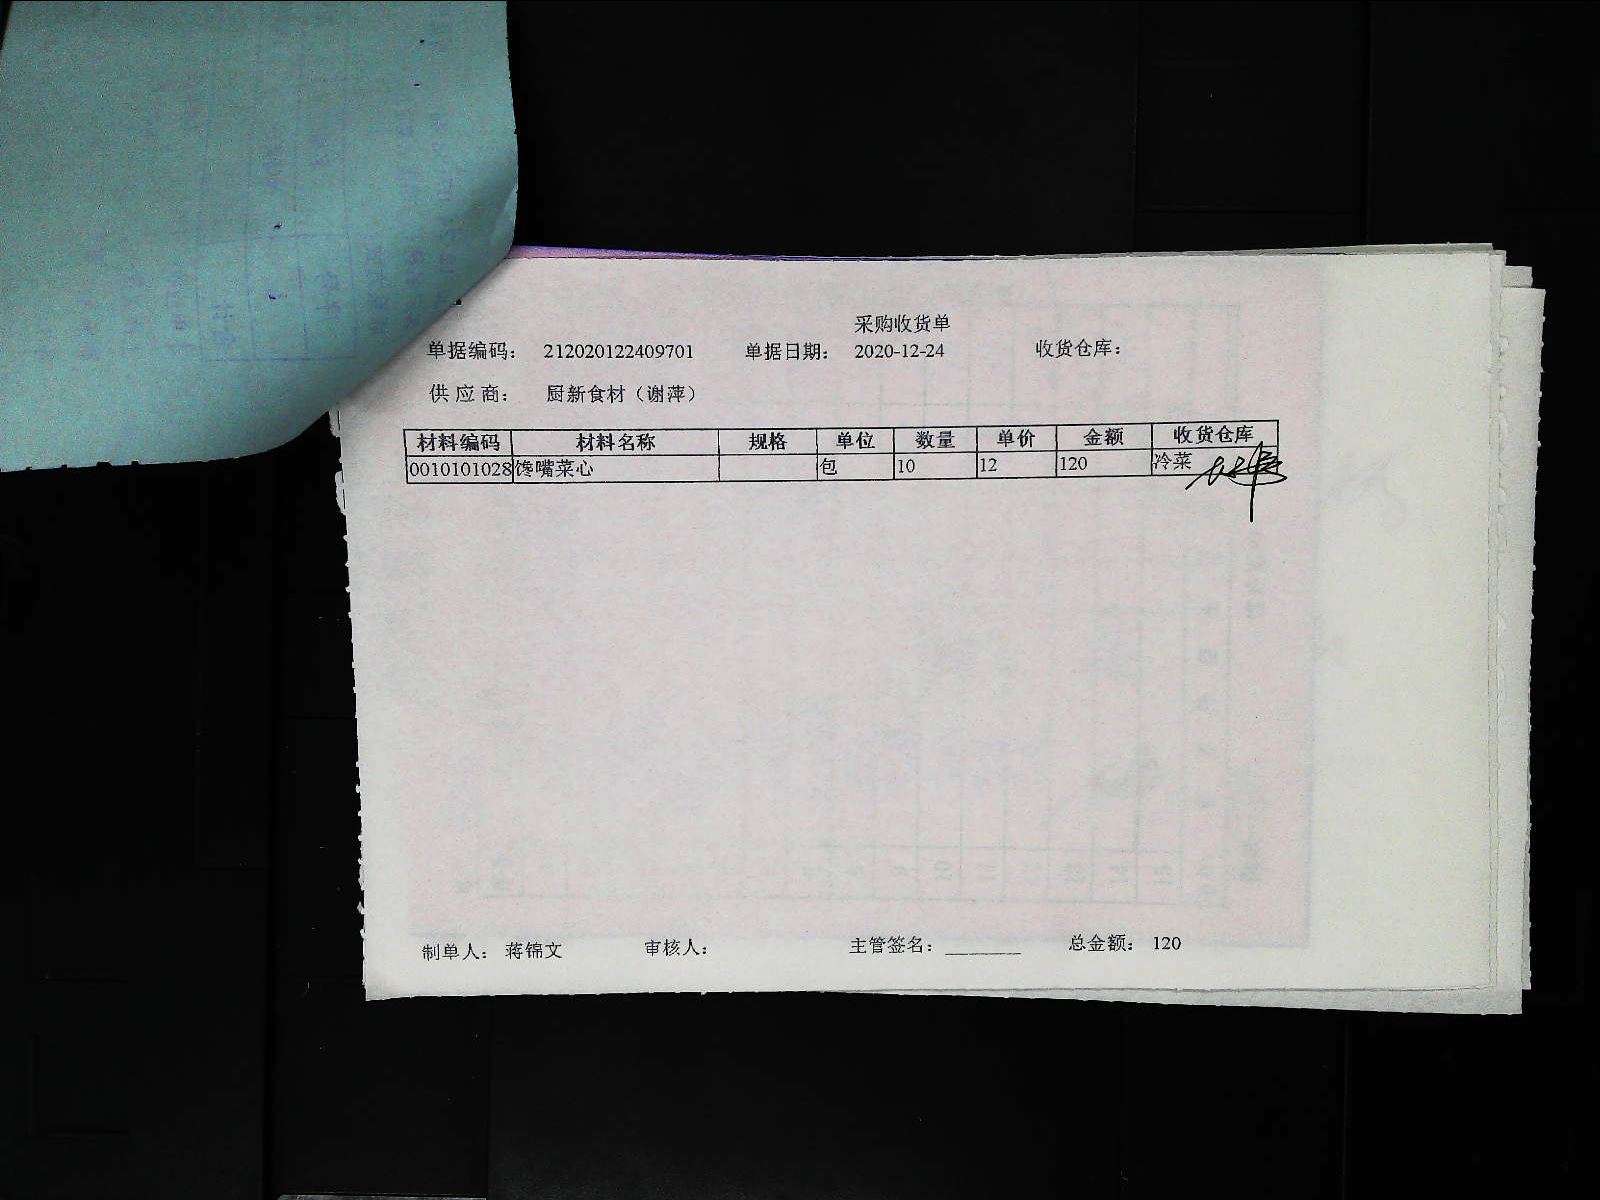 采购收货单
单据编码： 212020122409701 单据日期： 2020-12-24 收货仓库：
供 应 商： 厨新食材（谢萍）
材料编码 材料名称 规格 单位 数量 单价 金额 收货仓库
0010101028 馋嘴菜心 包 10 12 120 冷菜
制单人： 蒋锦文 审核人： 主管签名：________ 总金额： 120